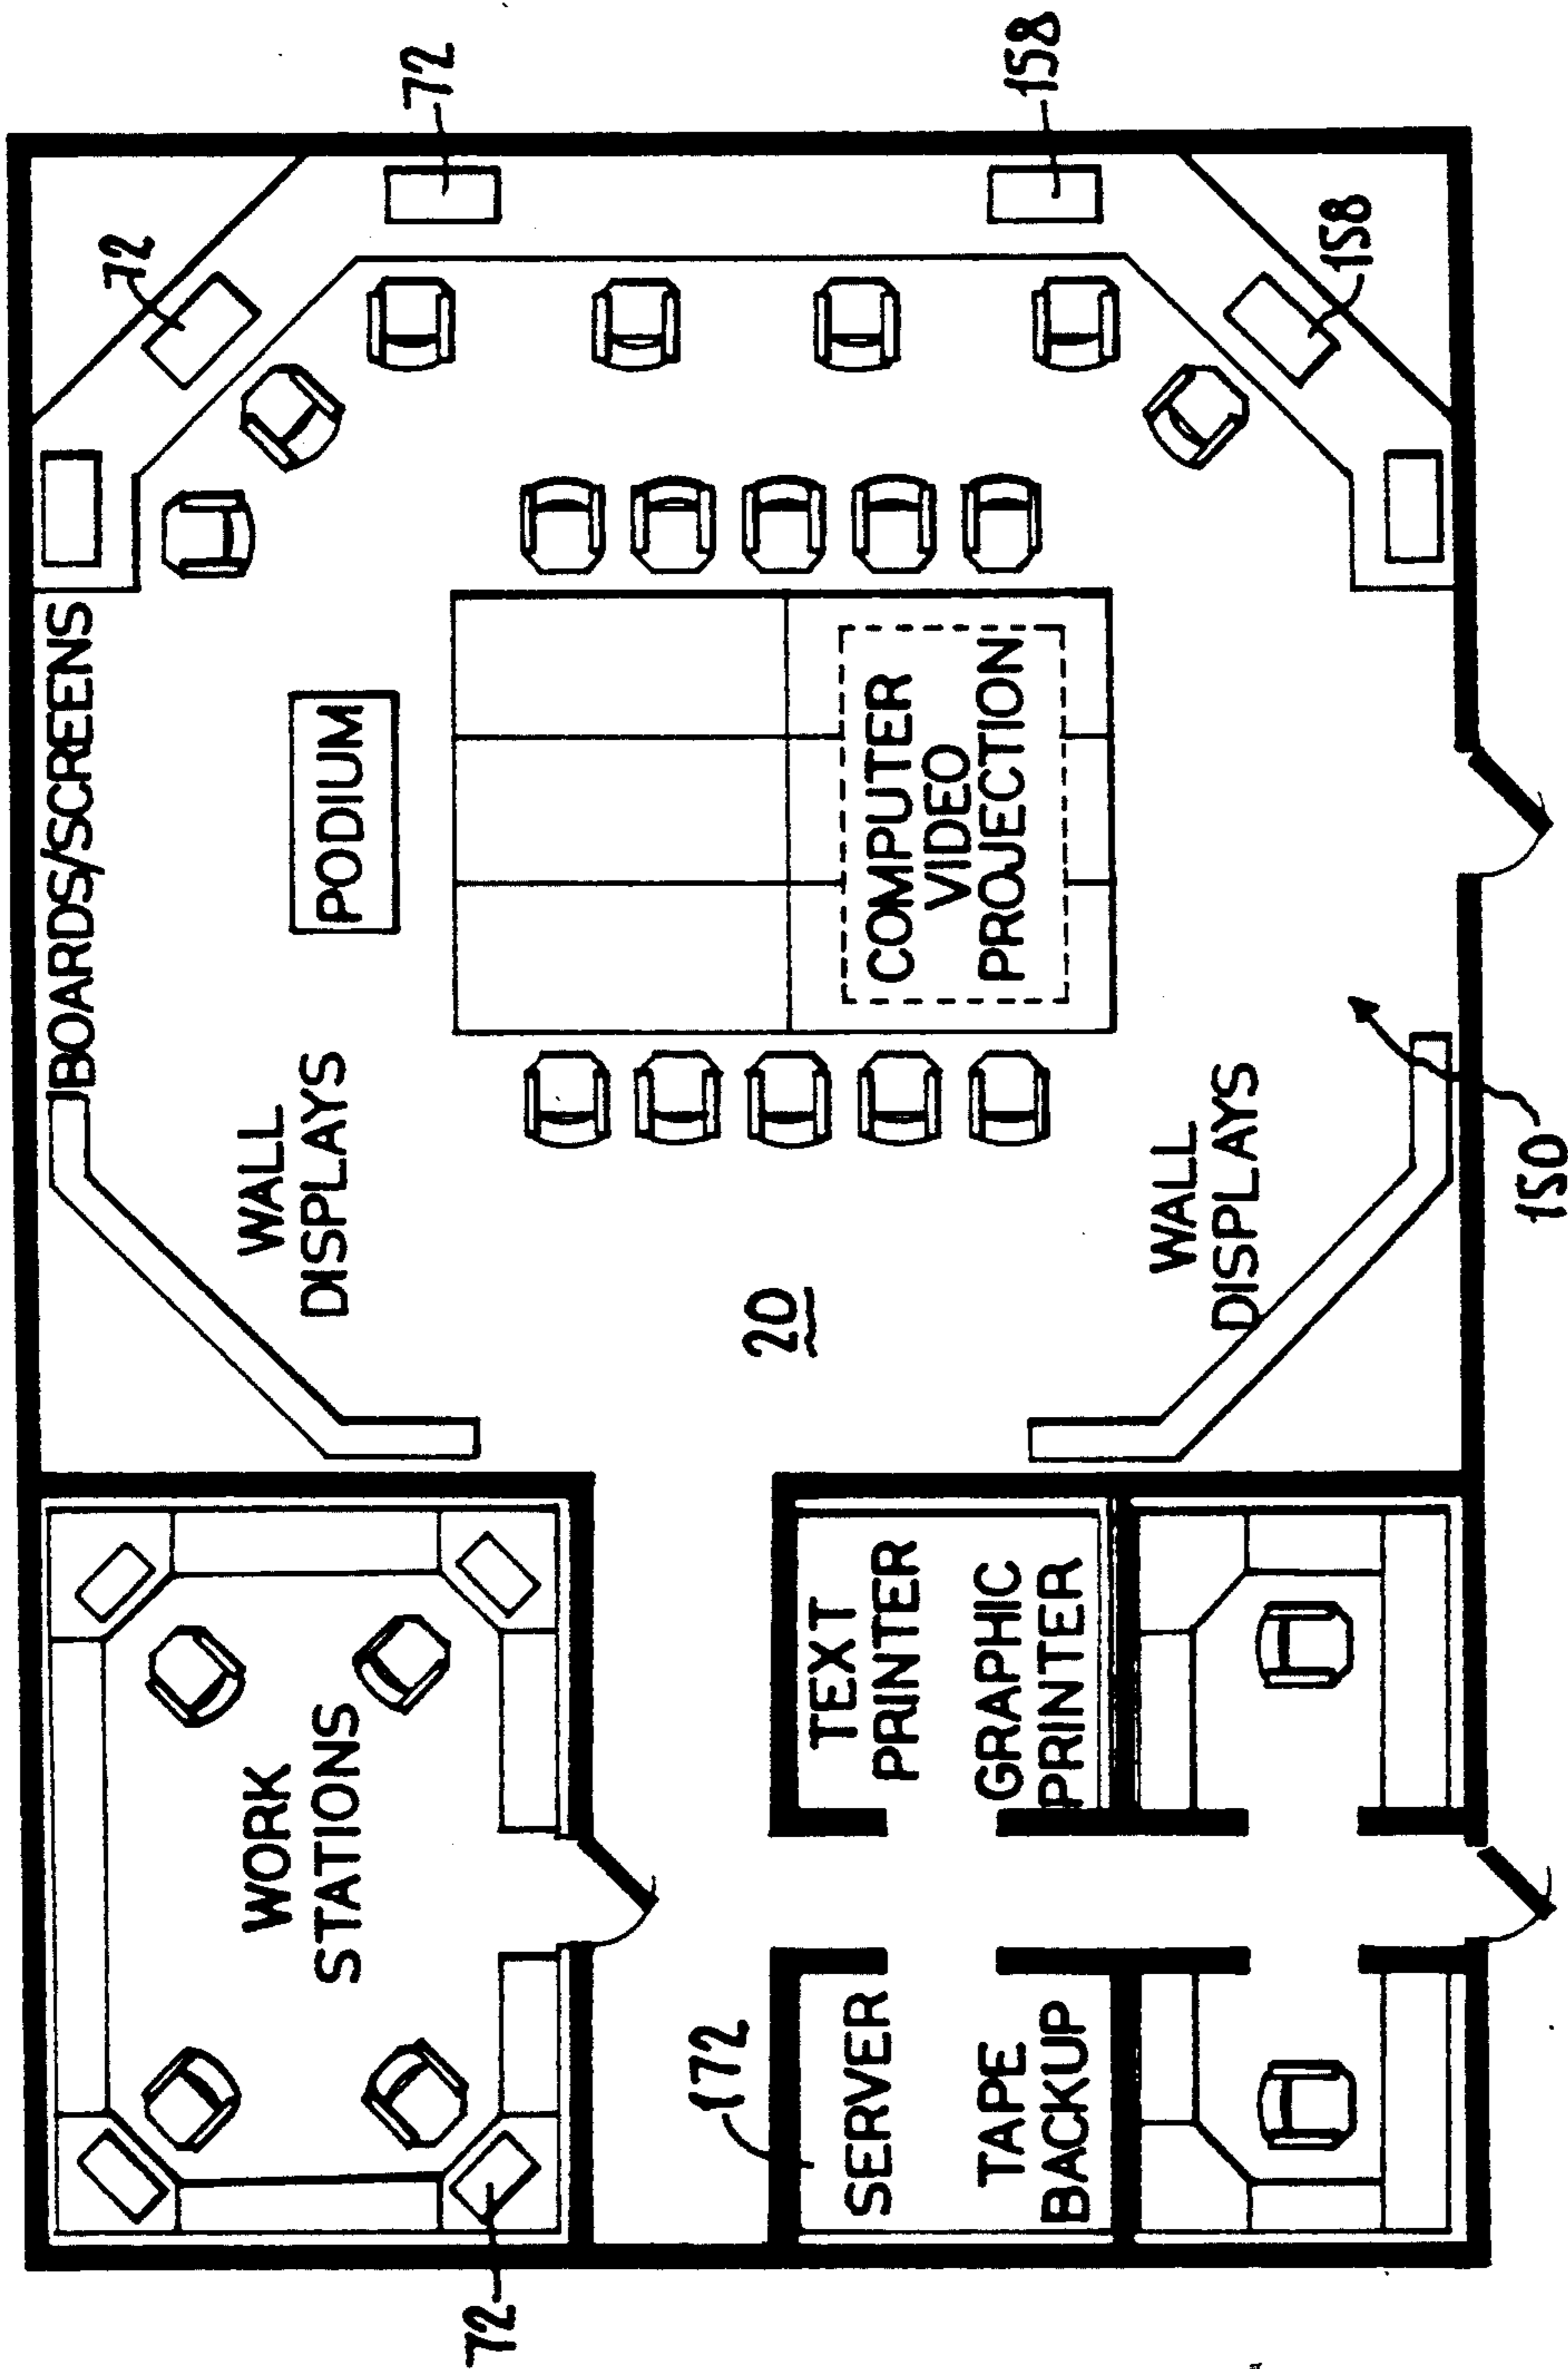 72
158
72
158
BOARDS/SCREENS
PODIUM
COMPUTER
VIDEO
PROJECTION
WALL
DISPLAYS
WALL
DISPLAYS
20
150
WORK
STATIONS
TEXT
PRINTER
GRAPHIC
PRINTER
172
SERVER
TAPE
BACKUP
72